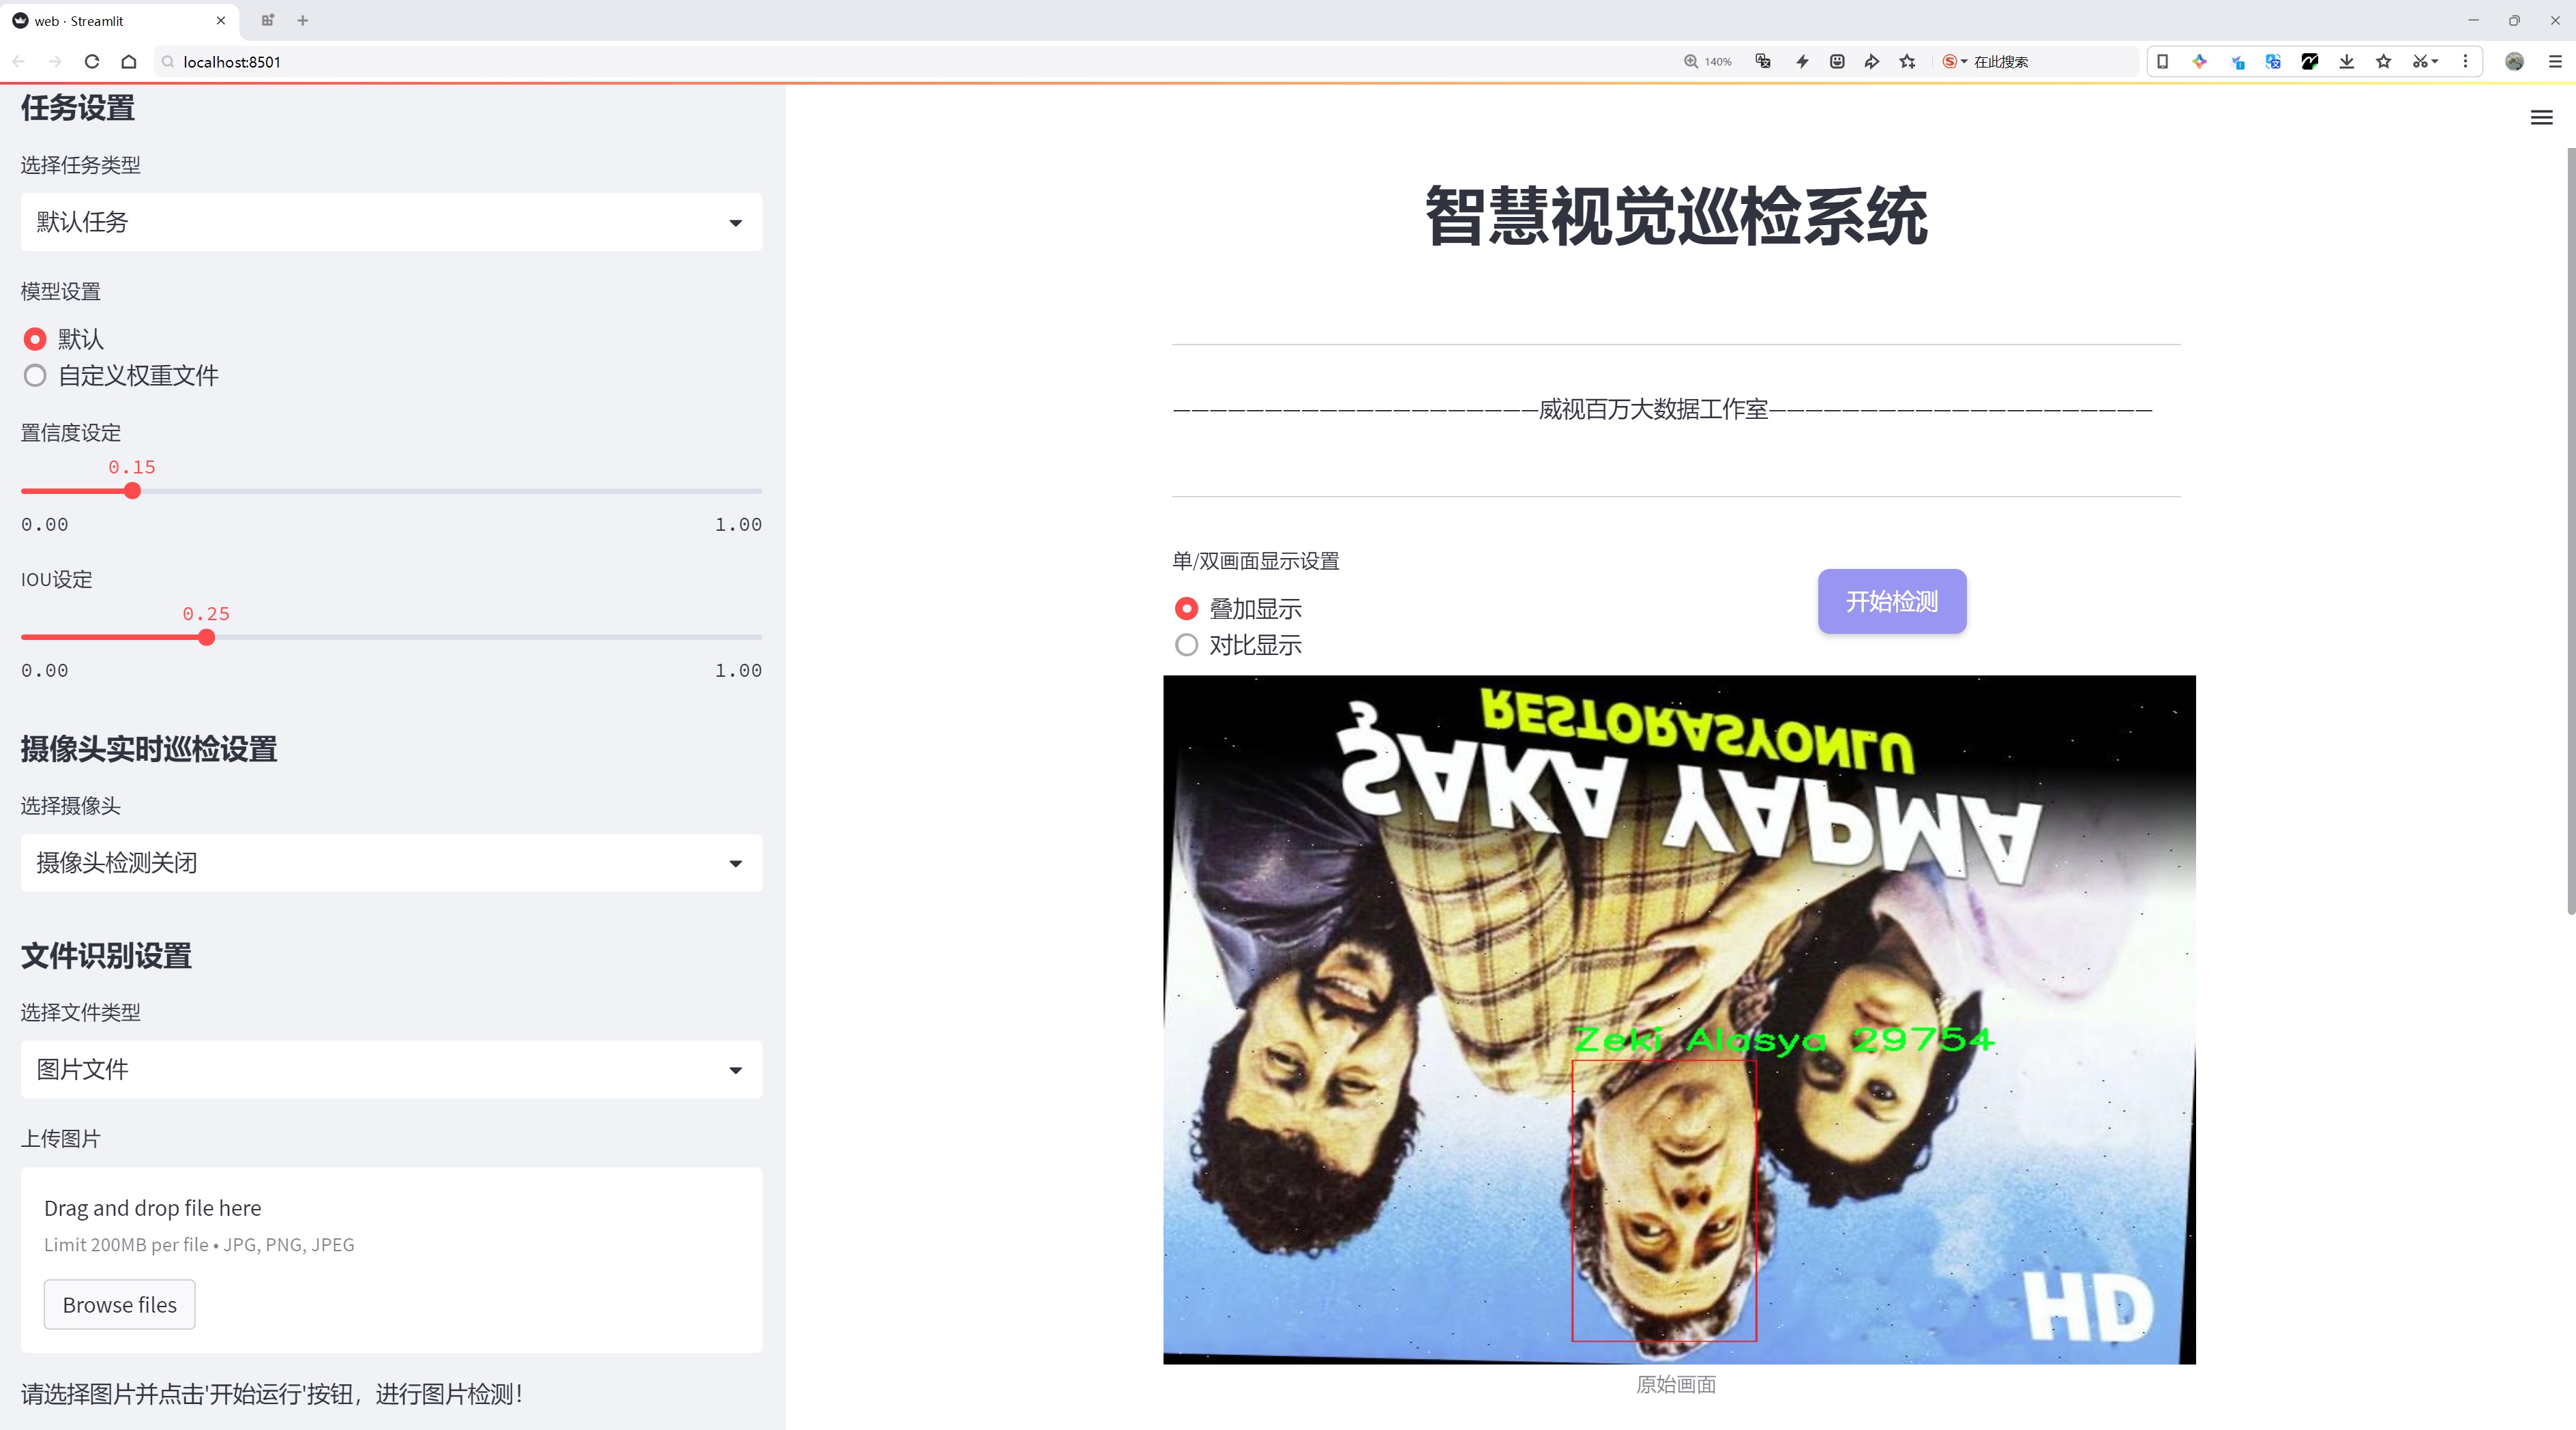 web · Streamlit
localhost:8501
140%
在此搜索
任务设置
选择任务类型
默认任务
模型设置
默认
自定义权重文件
置信度设定
0.15
0.00
1.00
IOU设定
0.25
0.00
1.00
摄像头实时巡检设置
选择摄像头
摄像头检测关闭
文件识别设置
选择文件类型
图片文件
上传图片
Drag and drop file here
Limit 200MB per file • JPG, PNG, JPEG
Browse files
请选择图片并点击'开始运行'按钮，进行图片检测！
智慧视觉巡检系统
————————————————————威视百万大数据工作室—————————————————————
单/双画面显示设置
叠加显示
对比显示
开始检测
RESTORASYONLU
ŞAKA YAPMA
Zeki Alasya 29754
HD
原始画面